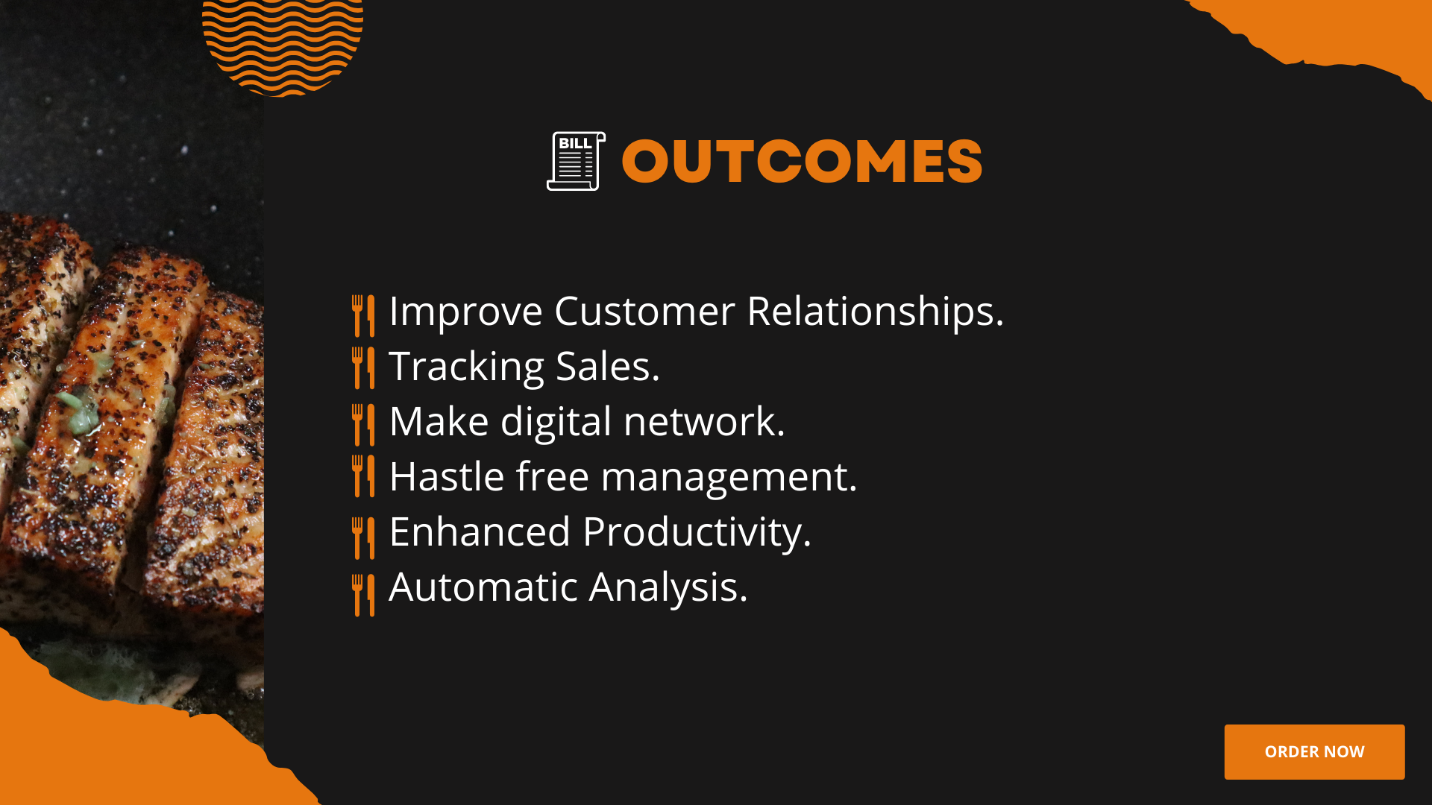 BILL
OUTCOMES
Improve Customer Relationships.
Tracking Sales.
Make digital network.
Hastle free management.
Enhanced Productivity.
Automatic Analysis.
ORDER NOW